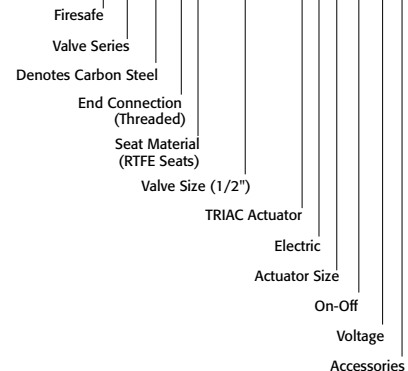 Firesafe
Valve Series
Denotes Carbon Steel
End Connection
(Threaded)
Seat Material
(RTFE Seats)
Valve Size (1/2")
TRIAC Actuator
Electric
Actuator Size
On-Off
Voltage
Accessories